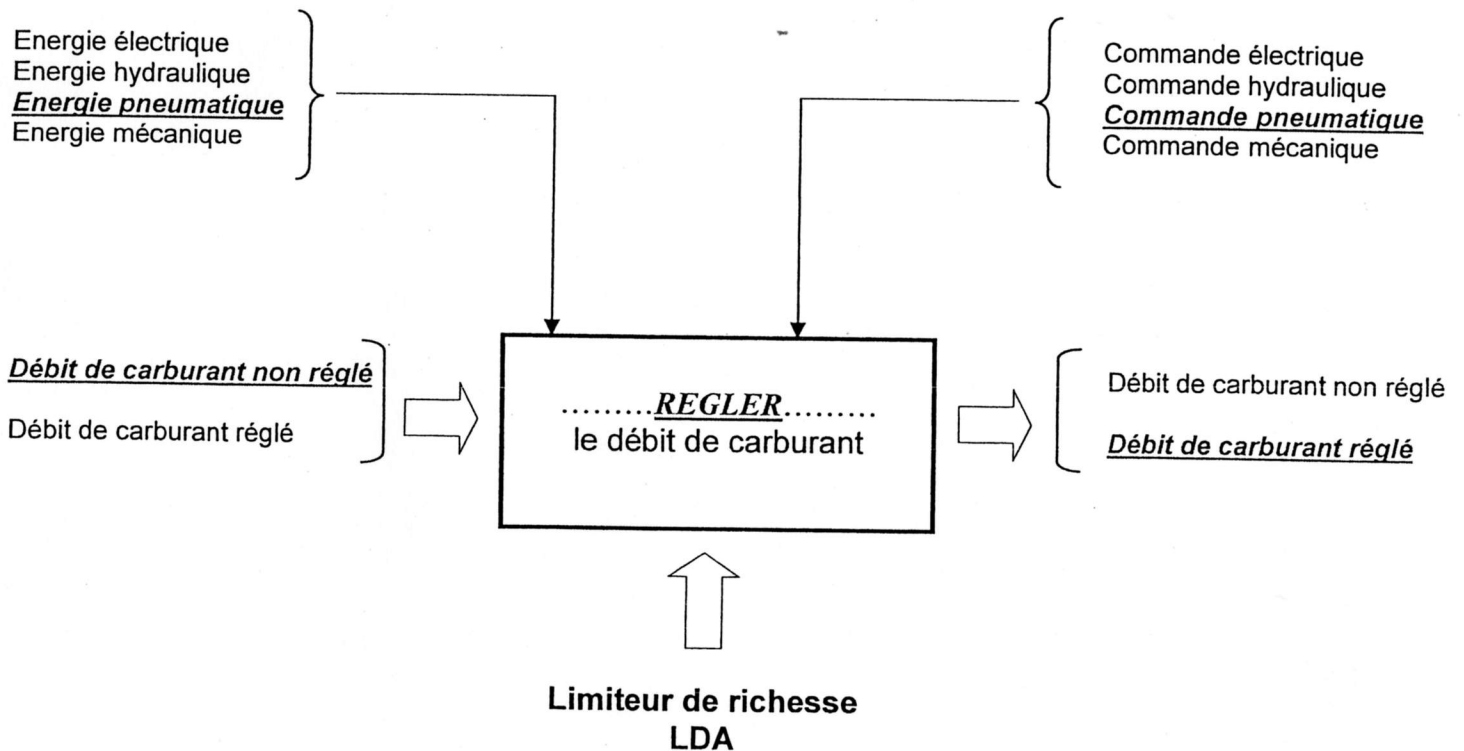 Energie électrique
Energie hydraulique
Energie pneumatique
Energie mécanique
Commande électrique
Commande hydraulique
Commande pneumatique
Commande mécanique
Débit de carburant non réglé
Débit de carburant réglé
.........REGLER.........
le débit de carburant
Débit de carburant non réglé
Débit de carburant réglé
Limiteur de richesse
LDA